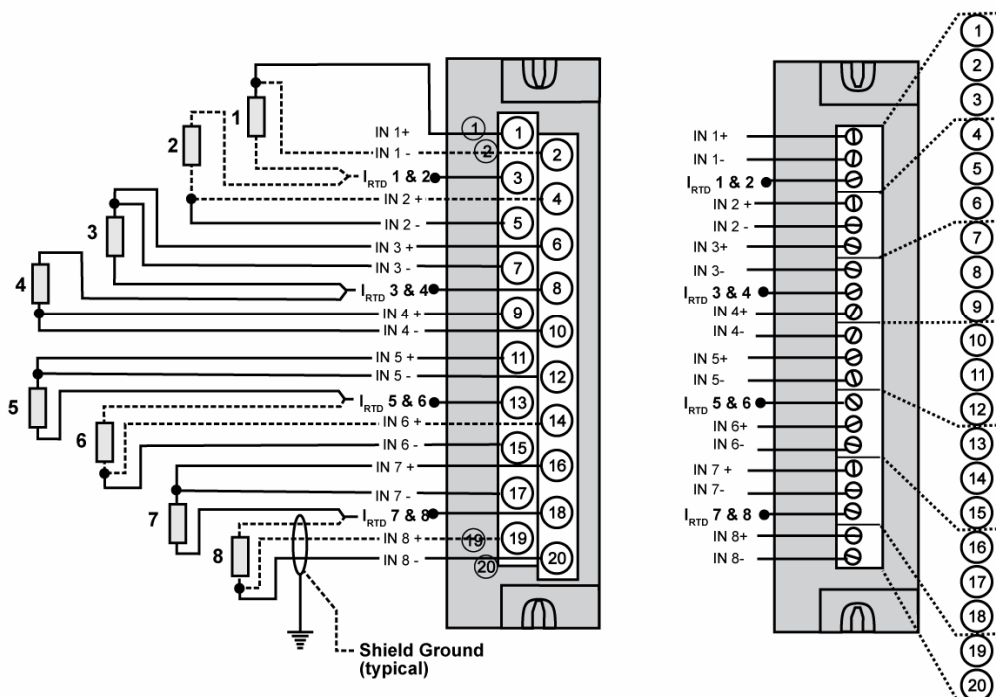 1
2
3
4
5
6
7
8
IN 1+
IN 1 -
IRTD 1 & 2
IN 2 +
IN 2 -
IN 3 +
IN 3 -
IRTD 3 & 4
IN 4 +
IN 4 -
IN 5 +
IN 5 -
IRTD 5 & 6
IN 6 +
IN 6 -
IN 7 +
IN 7 -
IRTD 7 & 8
IN 8 +
IN 8 -
1
2
19
20
1
2
3
4
5
6
7
8
9
10
11
12
13
14
15
16
17
18
19
20
Shield Ground
(typical)
IN 1+
IN 1-
IRTD 1 & 2
IN 2 +
IN 2 -
IN 3+
IN 3-
IRTD 3 & 4
IN 4+
IN 4-
IN 5+
IN 5-
IRTD 5 & 6
IN 6+
IN 6-
IN 7 +
IN 7-
IRTD 7 & 8
IN 8+
IN 8-
1
2
3
4
5
6
7
8
9
10
11
12
13
14
15
16
17
18
19
20